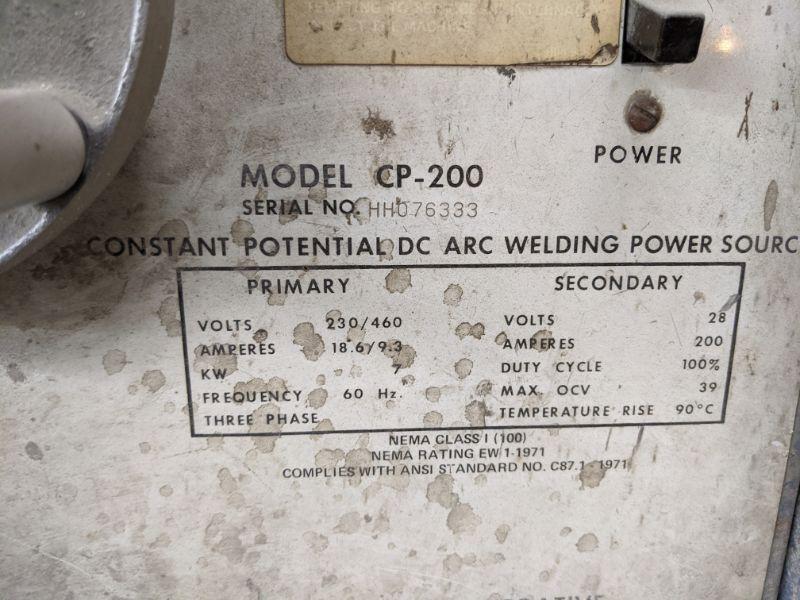 TEMPTING TO SERVICE
MODEL CP-200
SERIAL NO. HH076333
POWER
CONSTANT POTENTIAL DC ARC WELDING POWER SOURC
PRIMARY
VOLTS 230/460
AMPERES 18.6/9.3
KW 7
FREQUENCY 60 Hz.
THREE PHASE
SECONDARY
VOLTS 28
AMPERES 200
DUTY CYCLE 100%
MAX. OCV 39
TEMPERATURE RISE 90°C
NEMA CLASS I (100)
NEMA RATING EW 1-1971
COMPLIES WITH ANSI STANDARD NO. C87.1-1971